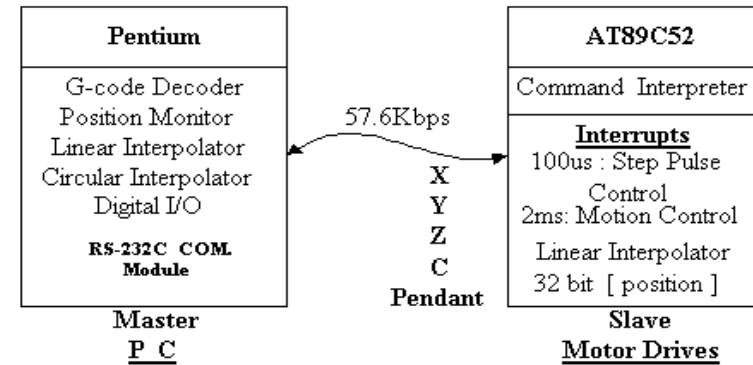 Pentium
G-code Decoder
Position Monitor
Linear Interpolator
Circular Interpolator
Digital I/O
RS-232C COM.
Module
Master
P C
57.6Kbps
X
Y
Z
C
Pendant
AT89C52
Command Interpreter
Interrupts
100us : Step Pulse
Control
2ms: Motion Control
Linear Interpolator
32 bit [ position ]
Slave
Motor Drives